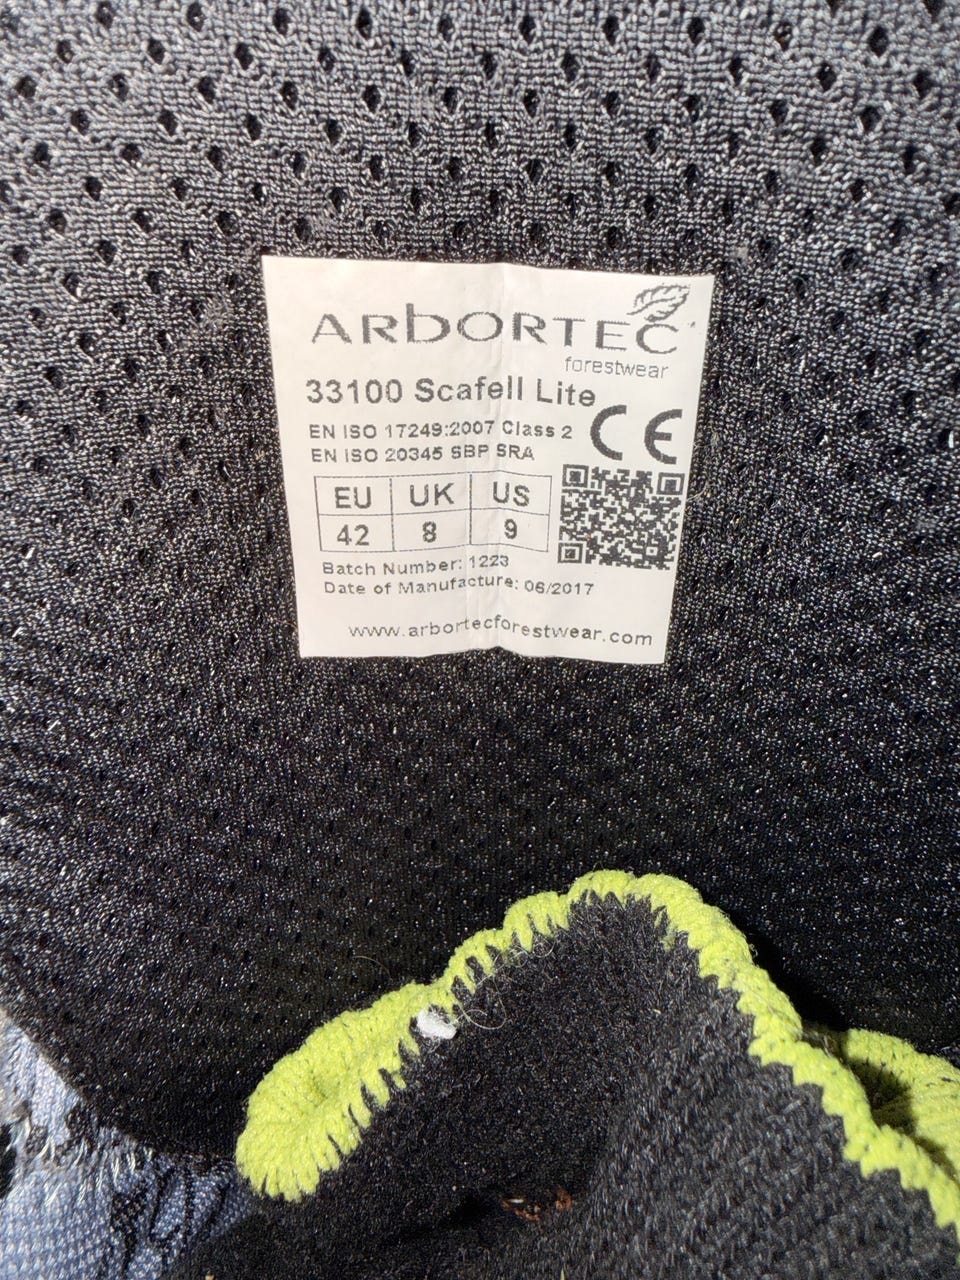 ARBORTEC
forestwear
33100 Scafell Lite
EN ISO 17249:2007 Class 2
EN ISO 20345 SBP SRA
CE
EU UK US
42 8 9
Batch Number: 1223
Date of Manufacture: 06/2017
www.arbortecforestwear.com